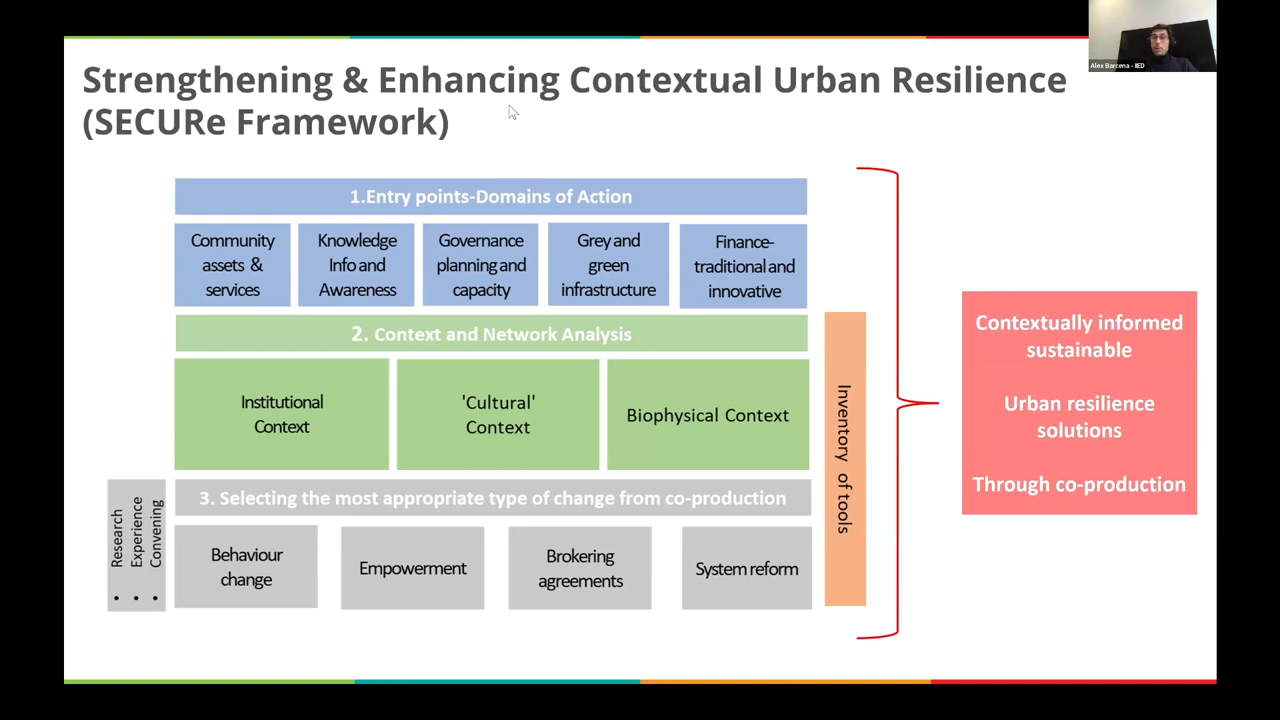 Alex Barcena - IIED
Strengthening & Enhancing Contextual Urban Resilience
(SECURe Framework)
1.Entry points-Domains of Action
Community
assets &
services
Knowledge
Info and
Awareness
Governance
planning and
capacity
Grey and
green
infrastructure
Finance-
traditional and
innovative
2. Context and Network Analysis
Institutional
Context
'Cultural'
Context
Biophysical Context
3. Selecting the most appropriate type of change from co-production
• Research
• Experience
• Convening
Behaviour
change
Empowerment
Brokering
agreements
System reform
Inventory of tools
Contextually informed
sustainable
Urban resilience
solutions
Through co-production